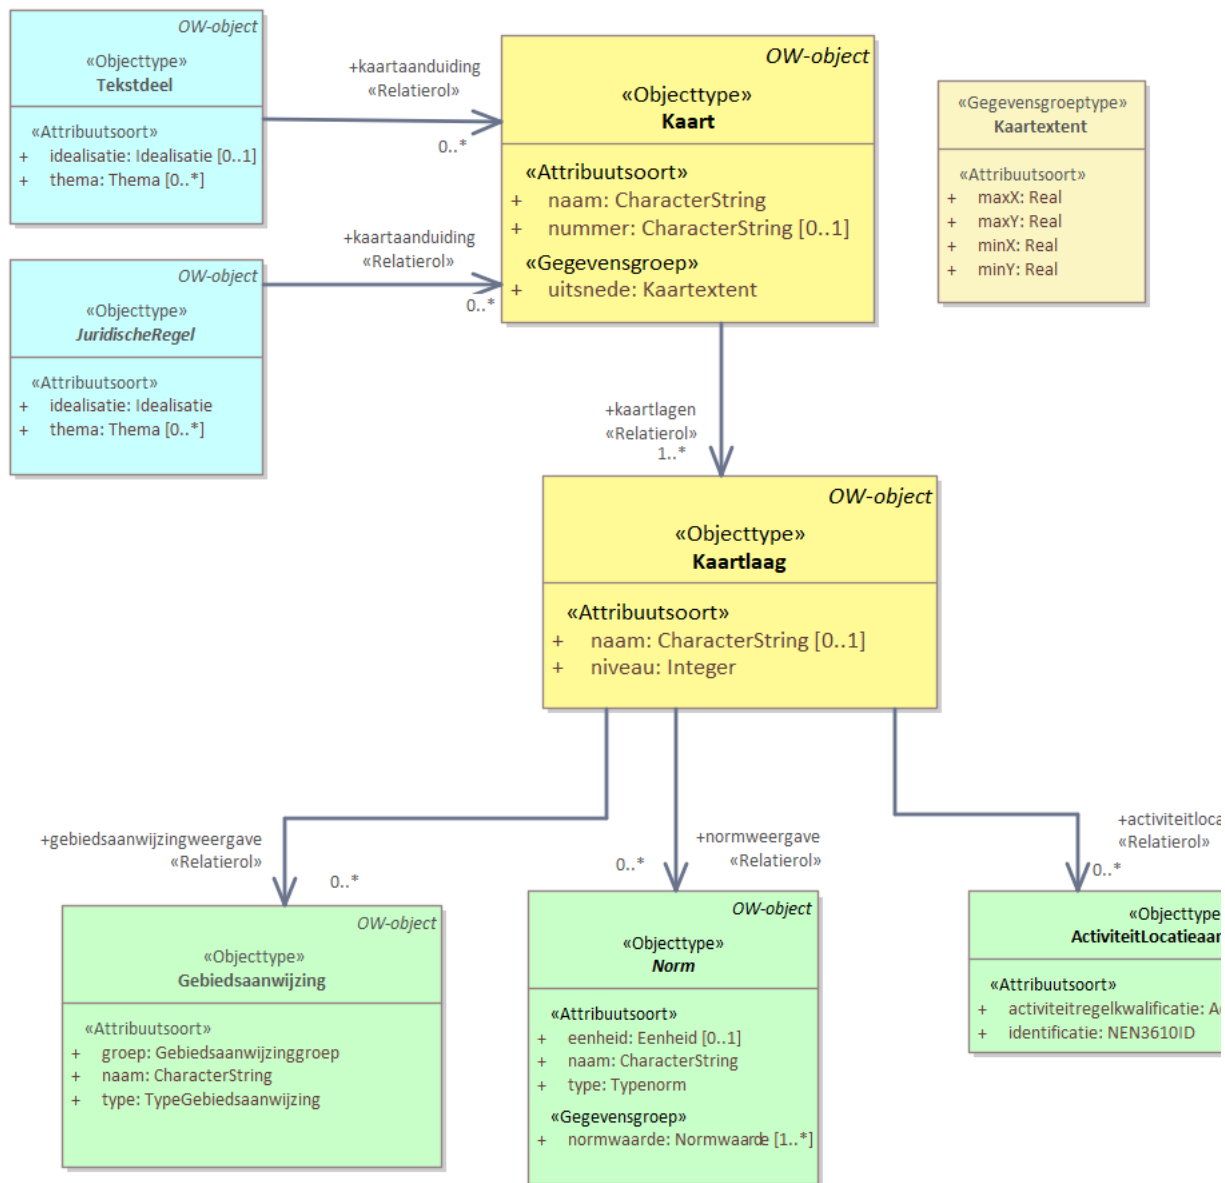 OW-object
«Objecttype»
Tekstdeel
«Attribuutsoort»
+ idealisatie: Idealisatie [0..1]
+ thema: Thema [0..*]
+kaartaanduiding
«Relatierol»
0..*
OW-object
«Objecttype»
Kaart
«Attribuutsoort»
+ naam: CharacterString
+ nummer: CharacterString [0..1]
«Gegevensgroep»
+ uitsnede: Kaartextent
«Gegevensgroeptype»
Kaartextent
«Attribuutsoort»
+ maxX: Real
+ maxY: Real
+ minX: Real
+ minY: Real
OW-object
«Objecttype»
JuridischeRegel
«Attribuutsoort»
+ idealisatie: Idealisatie
+ thema: Thema [0..*]
+kaartaanduiding
«Relatierol»
0..*
+kaartlagen
«Relatierol»
1..*
OW-object
«Objecttype»
Kaartlaag
«Attribuutsoort»
+ naam: CharacterString [0..1]
+ niveau: Integer
+gebiedsaanwijzingweergave
«Relatierol»
0..*
+normweergave
«Relatierol»
0..*
«Relatierol»
0..*
OW-object
«Objecttype»
Gebiedsaanwijzing
«Attribuutsoort»
+ groep: Gebiedsaanwijzinggroep
+ naam: CharacterString
+ type: TypeGebiedsaanwijzing
OW-object
«Objecttype»
Norm
«Attribuutsoort»
+ eenheid: Eenheid [0..1]
+ naam: CharacterString
+ type: Typenorm
«Gegevensgroep»
+ normwaarde: Normwaarde [1..*]
«Objecttype
«Attribuutsoort»
+ activiteitregelkwalificatie:
+ identificatie: NEN3610ID